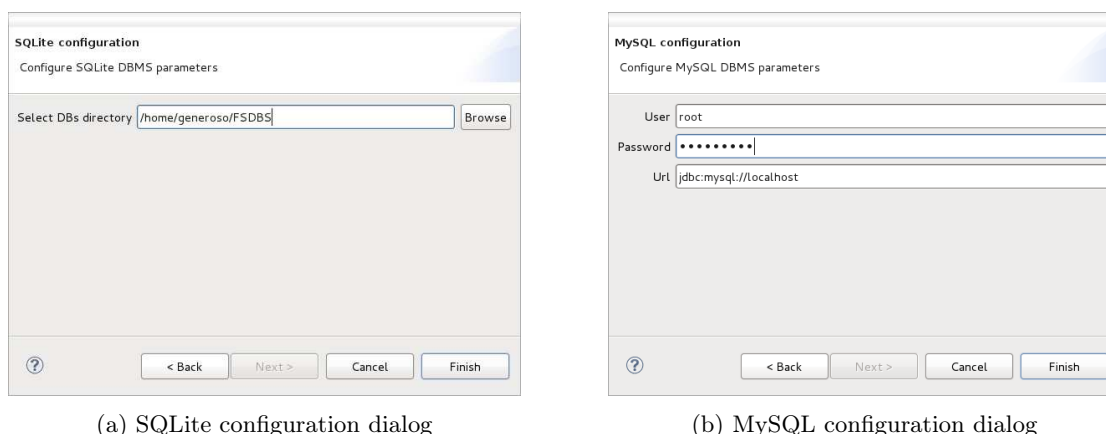 SQLite configuration
Configure SQLite DBMS parameters
Select DBs directory /home/generoso/FSDBS Browse
? < Back Next > Cancel Finish
(a) SQLite configuration dialog
MySQL configuration
Configure MySQL DBMS parameters
User root
Password •••••••••
Url jdbc:mysql://localhost
? < Back Next > Cancel Finish
(b) MySQL configuration dialog